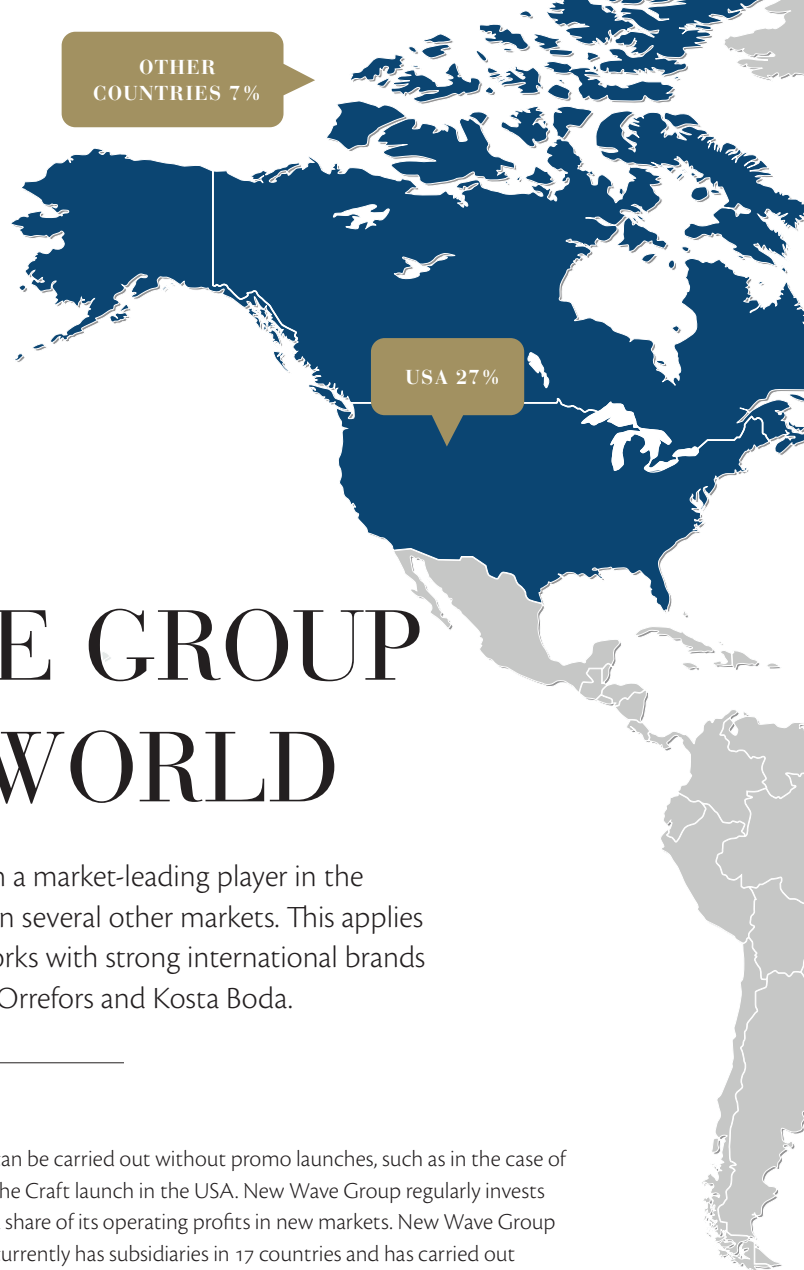 OTHER
COUNTRIES 7%
USA 27%
E GROUP
WORLD
a market-leading player in the
n several other markets. This applies
orks with strong international brands
Orrefors and Kosta Boda.
an be carried out without promo launches, such as in the case of
he Craft launch in the USA. New Wave Group regularly invests
share of its operating profits in new markets. New Wave Group
currently has subsidiaries in 17 countries and has carried out